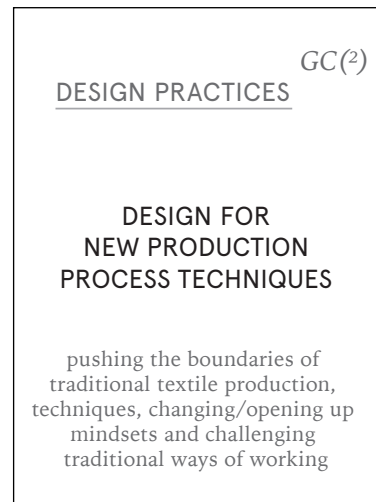 GC(²)
DESIGN PRACTICES
DESIGN FOR
NEW PRODUCTION
PROCESS TECHNIQUES
pushing the boundaries of
traditional textile production,
techniques, changing/opening up
mindsets and challenging
traditional ways of working